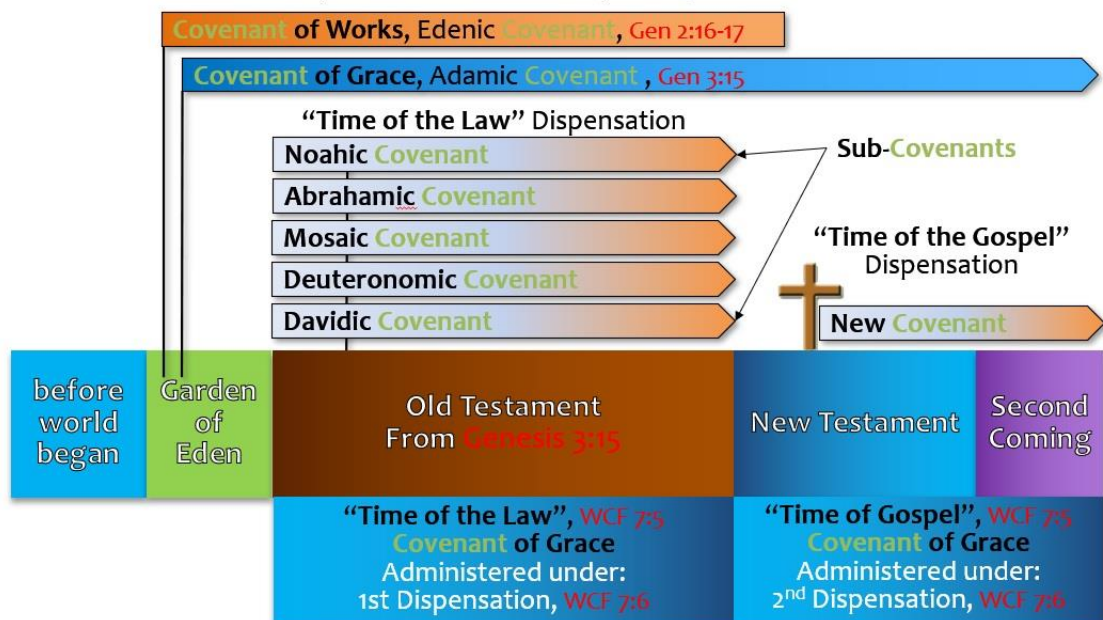 Covenant of Works, Edenic Covenant, Gen 2:16-17
Covenant of Grace, Adamic Covenant , Gen 3:15
“Time of the Law” Dispensation
Noahic Covenant
Abrahamic Covenant
Mosaic Covenant
Deuteronomic Covenant
Davidic Covenant
Sub-Covenants
“Time of the Gospel”
Dispensation
New Covenant
before
world
began
Garden
of
Eden
Old Testament
From Genesis 3:15
New Testament
Second
Coming
“Time of the Law”, WCF 7:5
Covenant of Grace
Administered under:
1st Dispensation, WCF 7:6
“Time of Gospel”, WCF 7:5
Covenant of Grace
Administered under:
2nd Dispensation, WCF 7:6